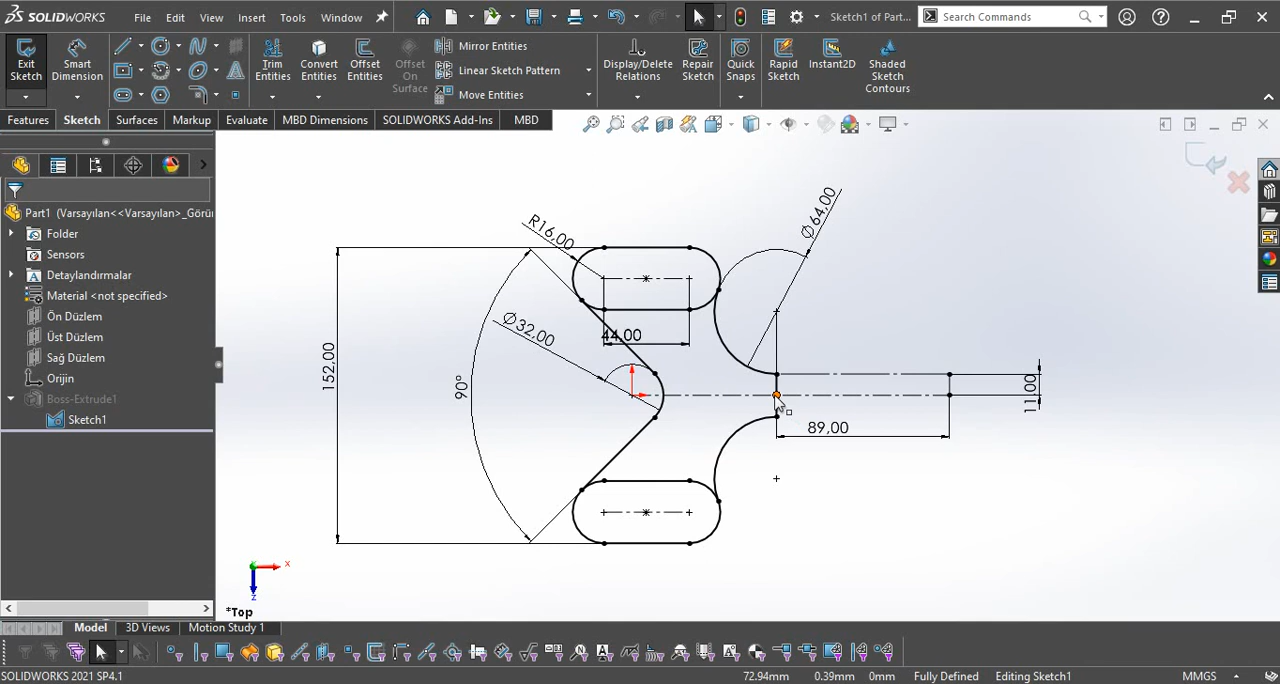 SOLIDWORKS File Edit View Insert Tools Window Sketch1 of Part... Search Commands
Exit Sketch
Smart Dimension
Trim Entities
Convert Entities
Offset Entities
Offset On Surface
Mirror Entities
Linear Sketch Pattern
Move Entities
Display/Delete Relations
Repair Sketch
Quick Snaps
Rapid Sketch
Instant2D
Shaded Sketch Contours
Features Sketch Surfaces Markup Evaluate MBD Dimensions SOLIDWORKS Add-Ins MBD
Part1 (Varsayılan<<Varsayılan>_Görür
Folder
Sensors
Detaylandırmalar
Material <not specified>
Ön Düzlem
Üst Düzlem
Sağ Düzlem
Orijin
Boss-Extrude1
Sketch1
R16,00
Ø64,00
Ø32,00
44,00
152,00
90°
11,00
89,00
x
z
*Top
Model 3D Views Motion Study 1
SOLIDWORKS 2021 SP4.1 72.94mm 0.39mm 0mm Fully Defined Editing Sketch1 MMGS